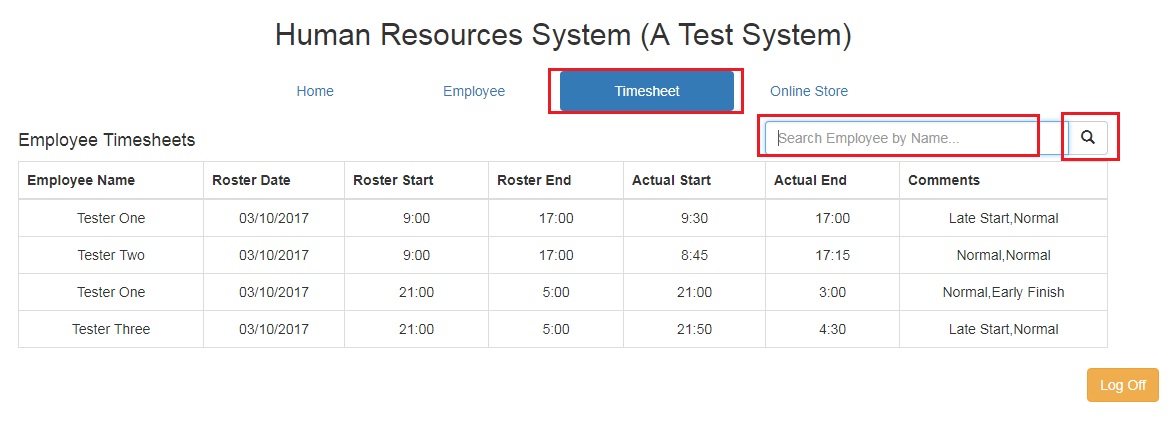 Human Resources System (A Test System)
Home Employee Timesheet Online Store
Employee Timesheets Search Employee by Name...
Employee Name Roster Date Roster Start Roster End Actual Start Actual End Comments
Tester One 03/10/2017 9:00 17:00 9:30 17:00 Late Start,Normal
Tester Two 03/10/2017 9:00 17:00 8:45 17:15 Normal,Normal
Tester One 03/10/2017 21:00 5:00 21:00 3:00 Normal,Early Finish
Tester Three 03/10/2017 21:00 5:00 21:50 4:30 Late Start,Normal
Log Off